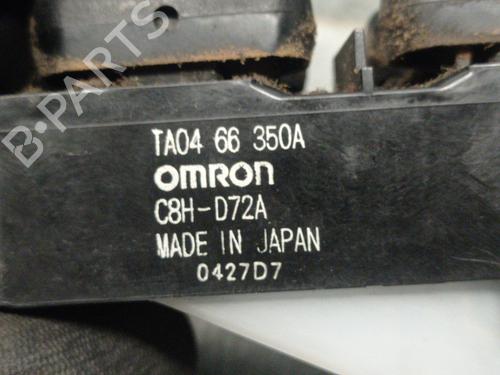 TA04 66 350A
OMRON
C8H-D72A
MADE IN JAPAN
0427D7
B-PARTS